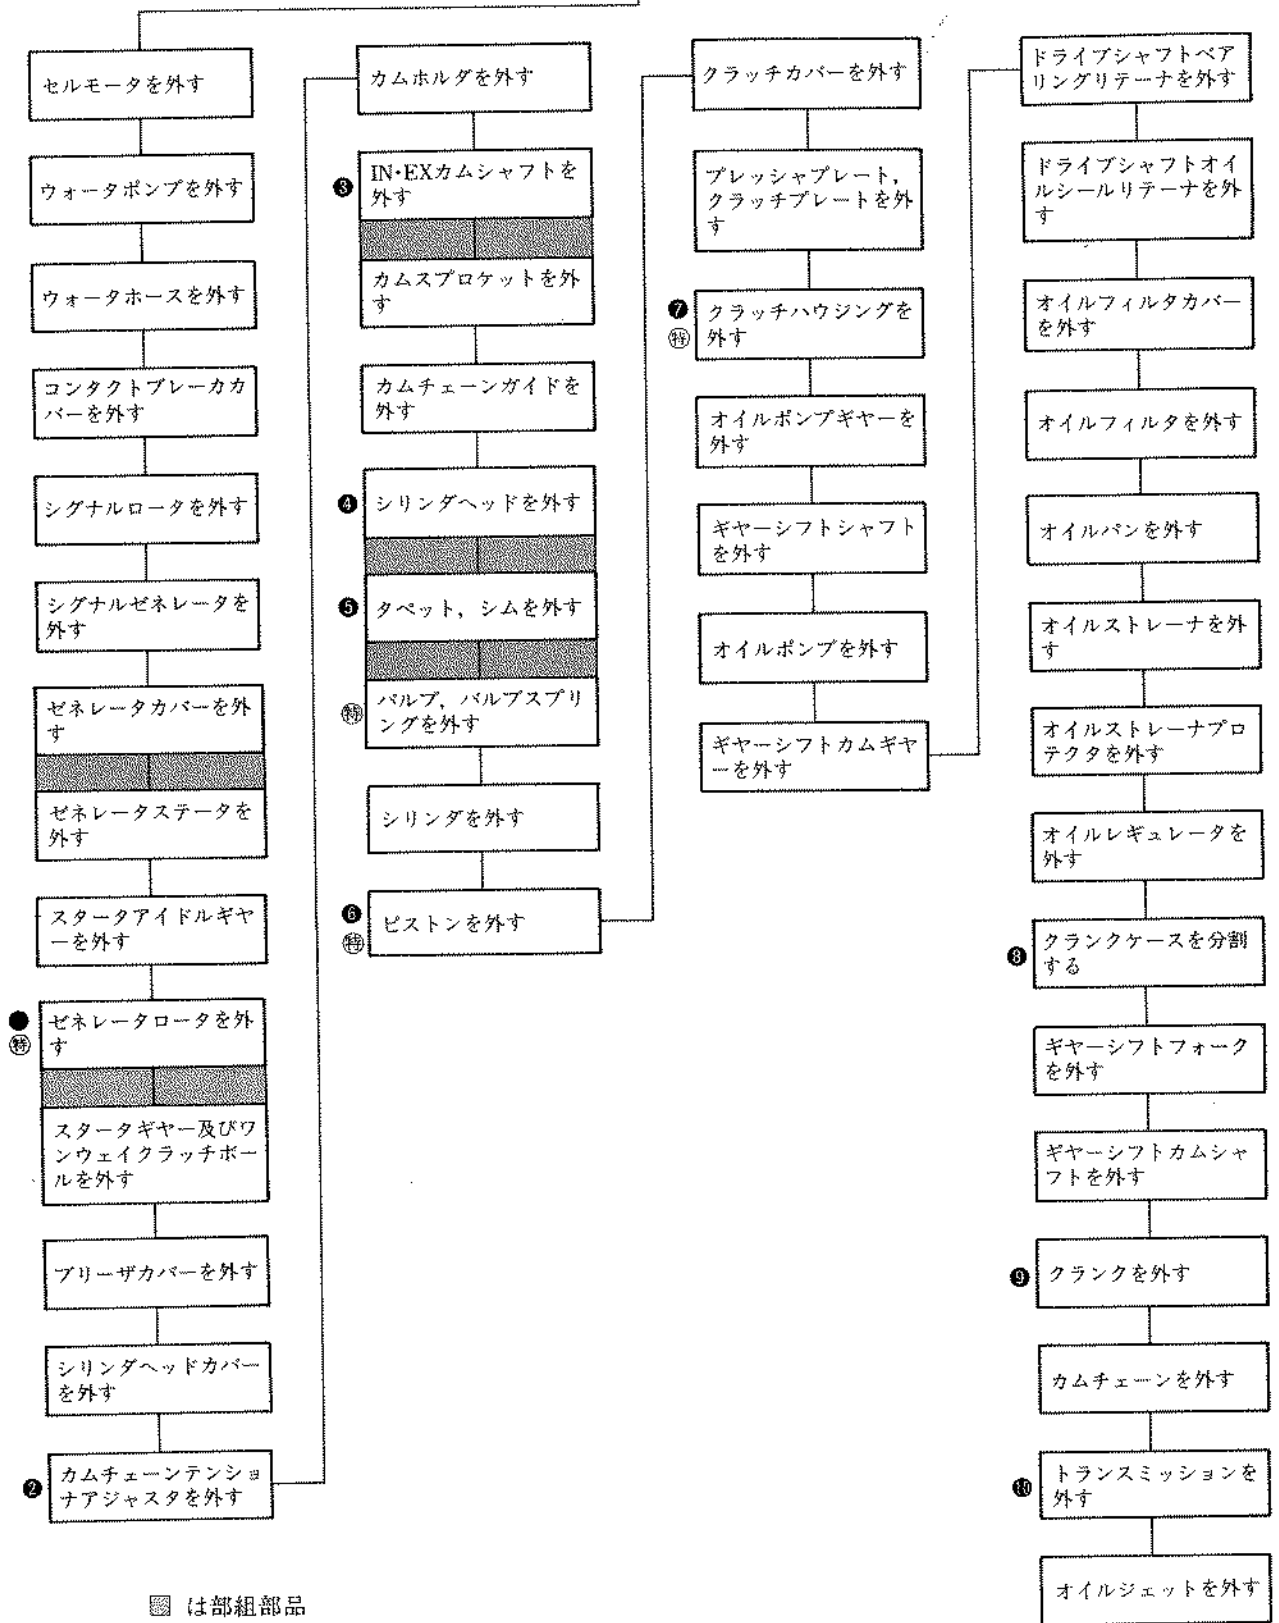 セルモータを外す
ウォータポンプを外す
ウォータホースを外す
コンタクトブレーカカ
バーを外す
シグナルロータを外す
シグナルゼネレータを
外す
ゼネレータカバーを外
す
ゼネレータステータを
外す
スタータアイドルギヤ
ーを外す
特
ゼネレータロータを外
す
スタータギヤー及びワ
ンウェイクラッチボー
ルを外す
ブリーザカバーを外す
シリンダヘッドカバー
を外す
❷
カムチェーンテンショ
ナアジャスタを外す
カムホルダを外す
❸
IN・EXカムシャフトを
外す
カムスプロケットを外
す
カムチェーンガイドを
外す
❹
シリンダヘッドを外す
❺
タペット，シムを外す
特
バルブ，バルブスプリ
ングを外す
シリンダを外す
❻
特
ピストンを外す
クラッチカバーを外す
プレッシャプレート，
クラッチプレートを外
す
❼
特
クラッチハウジングを
外す
オイルポンプギヤーを
外す
ギヤーシフトシャフト
を外す
オイルポンプを外す
ギヤーシフトカムギヤ
ーを外す
ドライブシャフトベア
リングリテーナを外す
ドライブシャフトオイ
ルシールリテーナを外
す
オイルフィルタカバー
を外す
オイルフィルタを外す
オイルパンを外す
オイルストレーナを外
す
オイルストレーナプロ
テクタを外す
オイルレギュレータを
外す
❽
クランクケースを分割
する
ギヤーシフトフォーク
を外す
ギヤーシフトカムシャ
フトを外す
❾
クランクを外す
カムチェーンを外す
❿
トランスミッションを
外す
オイルジェットを外す
は部組部品